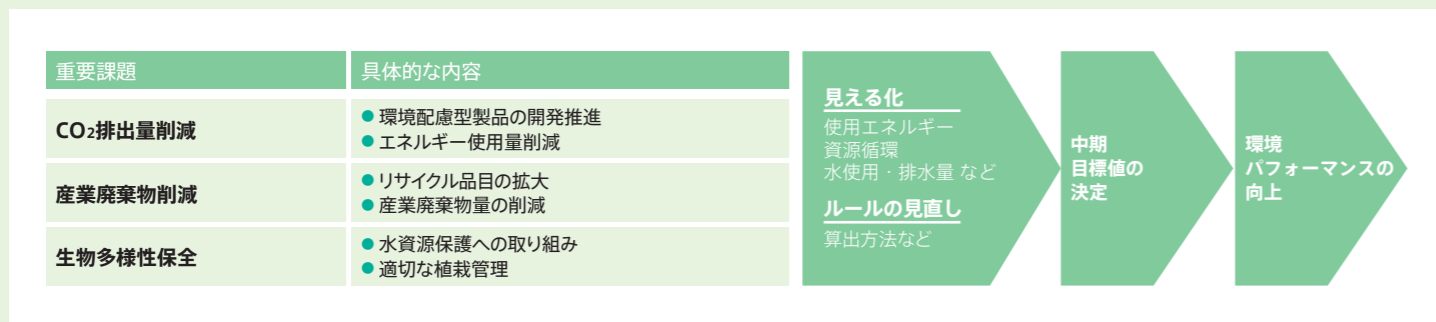 重要課題
具体的な内容
CO2排出量削減
● 環境配慮型製品の開発推進
● エネルギー使用量削減
産業廃棄物削減
● リサイクル品目の拡大
● 産業廃棄物量の削減
生物多様性保全
● 水資源保護への取り組み
● 適切な植栽管理
見える化
使用エネルギー
資源循環
水使用・排水量 など
ルールの見直し
算出方法など
中期
目標値の
決定
環境
パフォーマンスの
向上